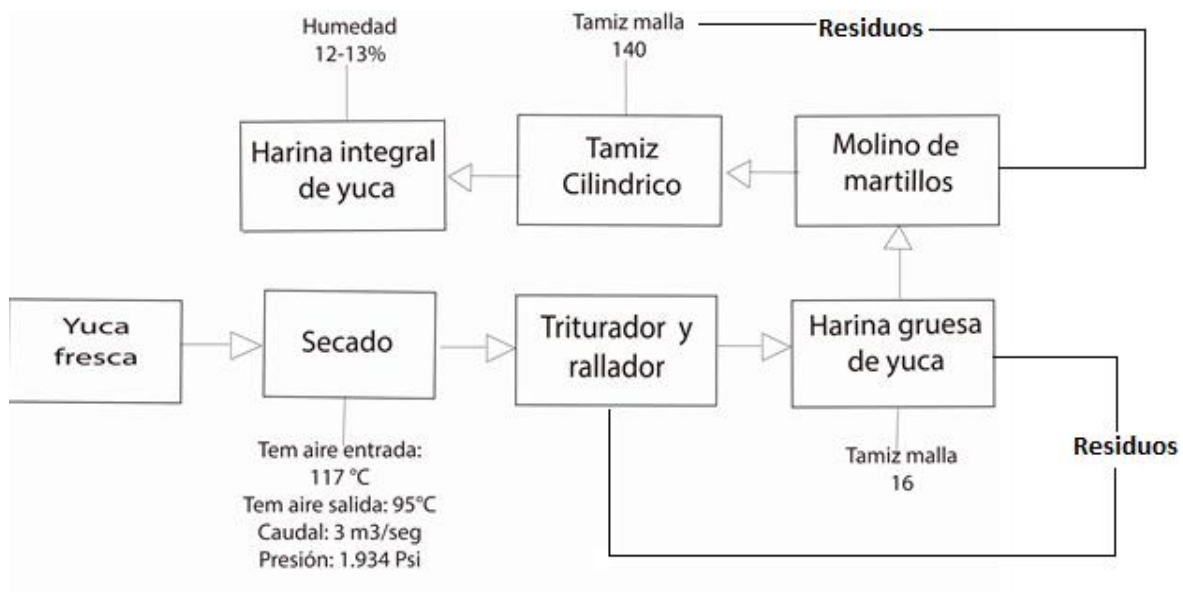 Humedad
12-13%
Tamiz malla
140
Residuos
Harina integral
de yuca
Tamiz
Cilindrico
Molino de
martillos
Yuca
fresca
Secado
Triturador y
rallador
Harina gruesa
de yuca
Tem aire entrada:
117 °C
Tem aire salida: 95°C
Caudal: 3 m3/seg
Presión: 1.934 Psi
Tamiz malla
16
Residuos